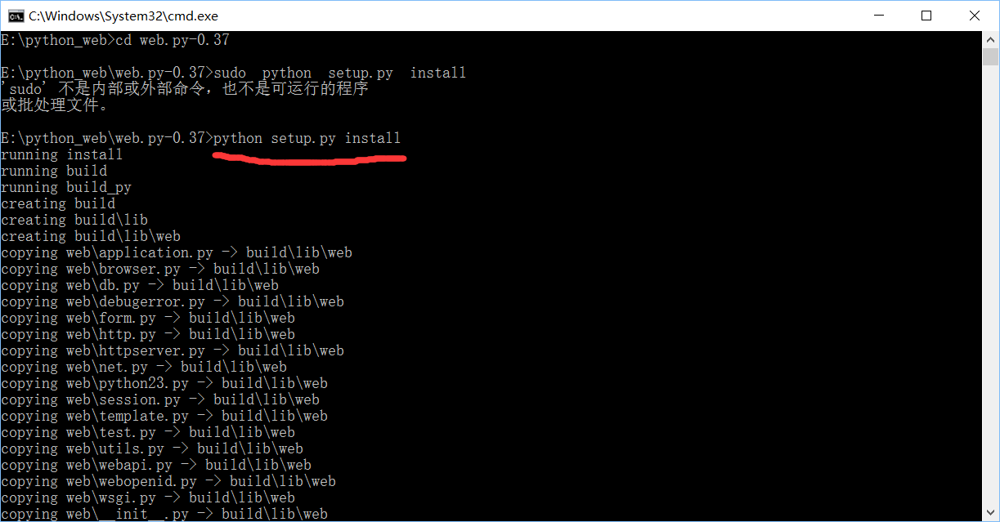 C:\Windows\System32\cmd.exe
E:\python_web>cd web.py-0.37
E:\python_web\web.py-0.37>sudo  python  setup.py  install
'sudo' 不是内部或外部命令，也不是可运行的程序
或批处理文件。
E:\python_web\web.py-0.37>python setup.py install
running install
running build
running build_py
creating build
creating build\lib
creating build\lib\web
copying web\application.py -> build\lib\web
copying web\browser.py -> build\lib\web
copying web\db.py -> build\lib\web
copying web\debugerror.py -> build\lib\web
copying web\form.py -> build\lib\web
copying web\http.py -> build\lib\web
copying web\httpserver.py -> build\lib\web
copying web\net.py -> build\lib\web
copying web\python23.py -> build\lib\web
copying web\session.py -> build\lib\web
copying web\template.py -> build\lib\web
copying web\test.py -> build\lib\web
copying web\utils.py -> build\lib\web
copying web\webapi.py -> build\lib\web
copying web\webopenid.py -> build\lib\web
copying web\wsgi.py -> build\lib\web
copying web\__init__.py -> build\lib\web